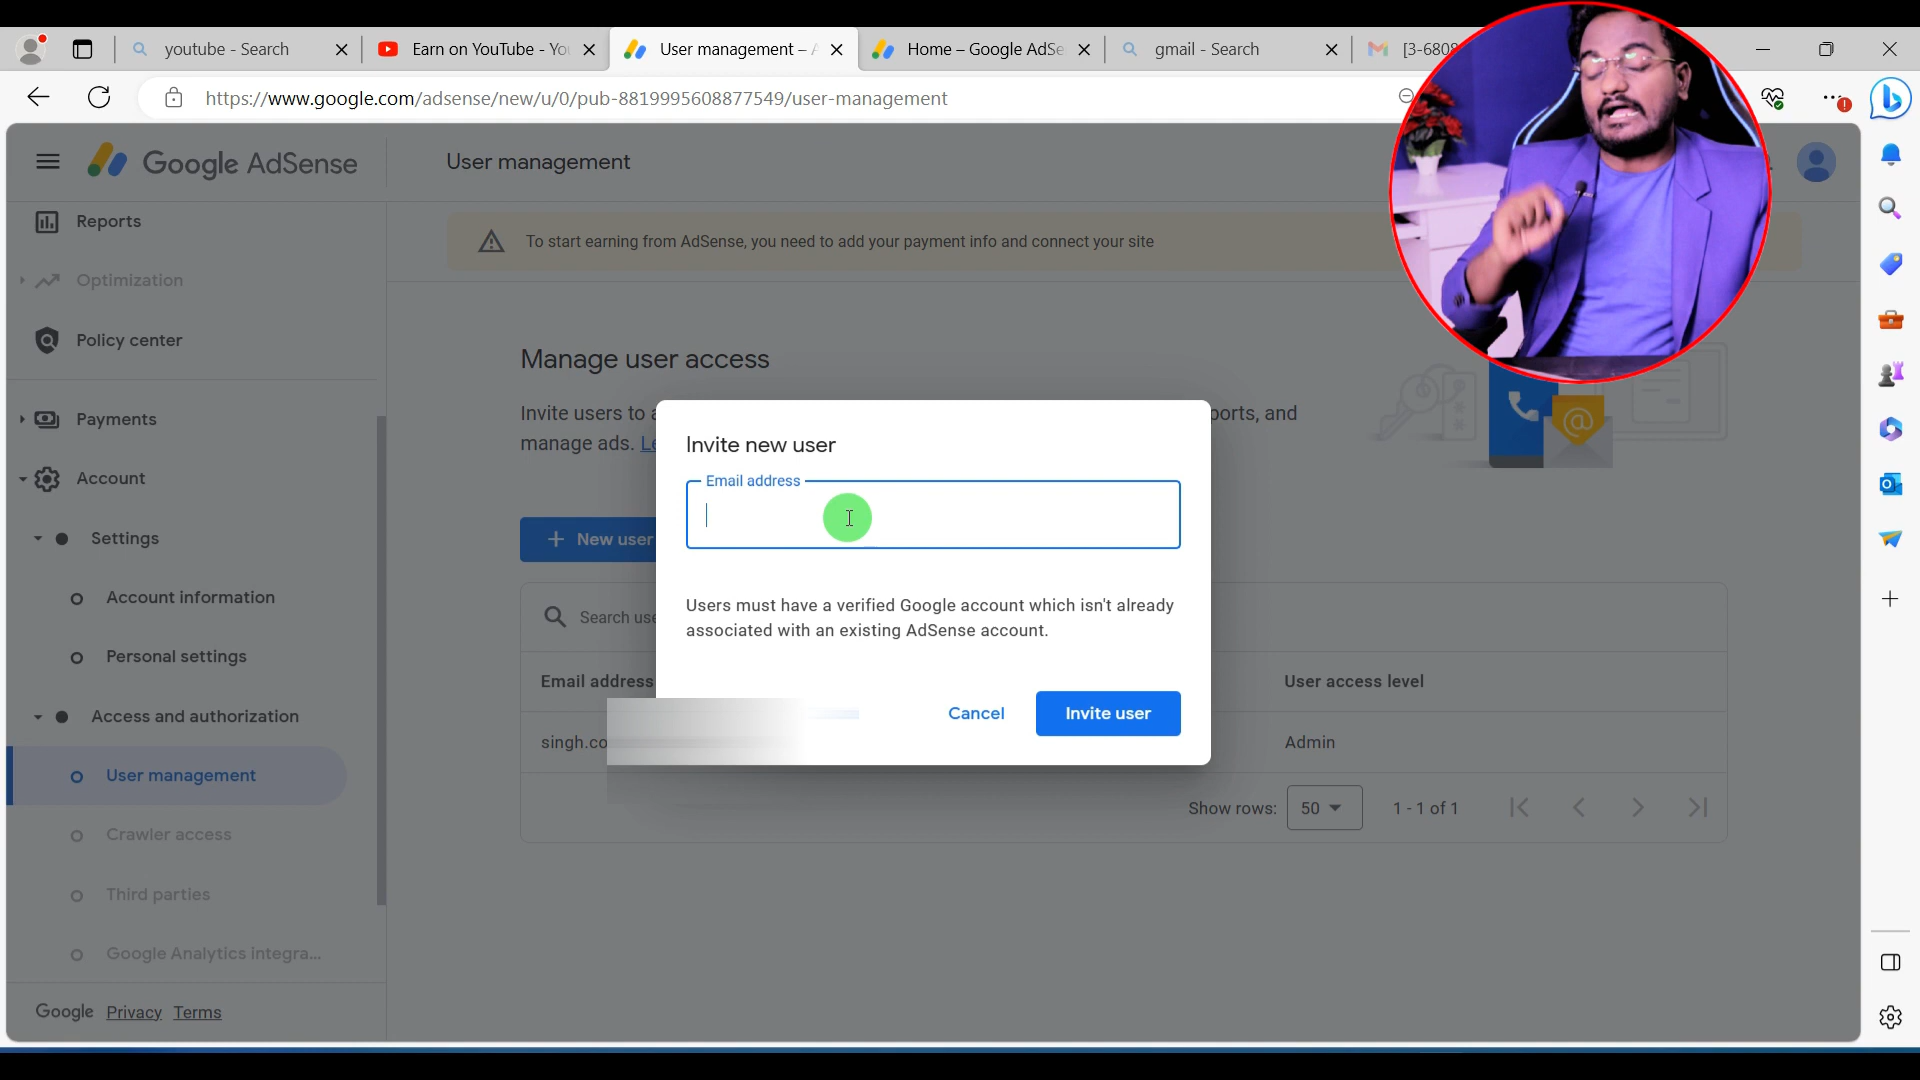 youtube - Search
Earn on YouTube - Yo
User management – A
Home – Google AdSe
gmail - Search
[3-6808
https://www.google.com/adsense/new/u/0/pub-8819995608877549/user-management
Google AdSense
User management
Reports
Optimization
Policy center
Payments
Account
Settings
Account information
Personal settings
Access and authorization
User management
Crawler access
Third parties
Google Analytics integra...
Google Privacy Terms
To start earning from AdSense, you need to add your payment info and connect your site
Manage user access
Invite users to a ports, and
manage ads. Le
+ New user
Search use
Email address User access level
singh.co Admin
Show rows: 50 1 - 1 of 1
Invite new user
Email address
Users must have a verified Google account which isn't already
associated with an existing AdSense account.
Cancel Invite user